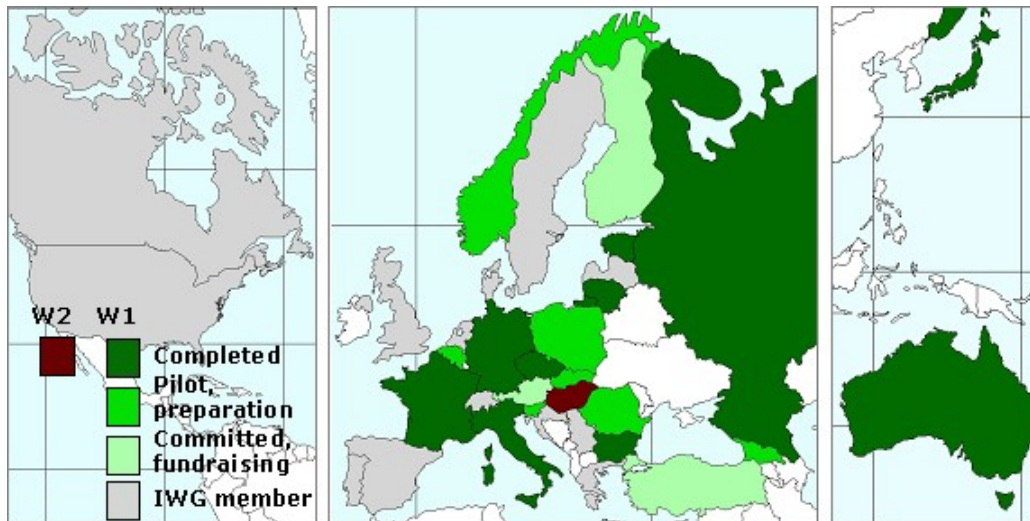 W2 W1
Completed
Pilot,
preparation
Committed,
fundraising
IWG member